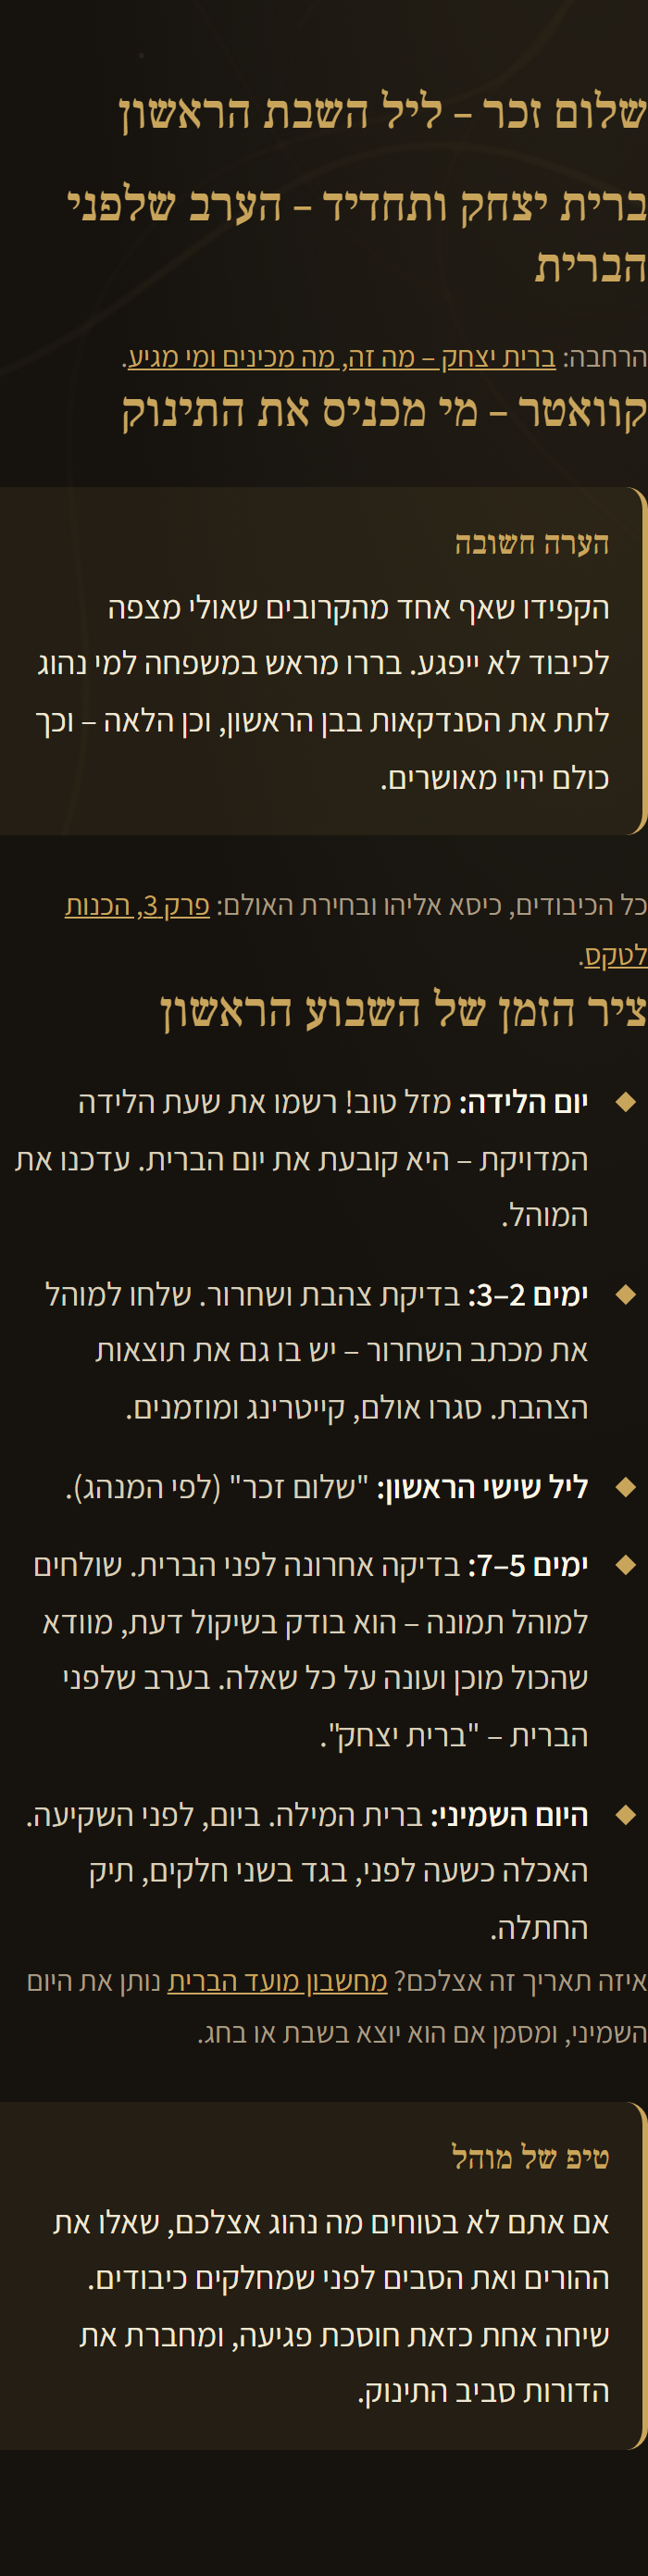 שלום זכר – ליל השבת הראשון
ברית יצחק ותחדיד – הערב שלפני
הברית
הרחבה: ברית יצחק – מה זה, מה מכינים ומי מגיע.
קוואטר – מי מכניס את התינוק
הערה חשובה
הקפידו שאף אחד מהקרובים שאולי מצפה
לכיבוד לא ייפגע. בררו מראש במשפחה למי נהוג
לתת את הסנדקאות בבן הראשון, וכן הלאה – וכך
כולם יהיו מאושרים.
כל הכיבודים, כיסא אליהו ובחירת האולם: פרק 3, הכנות
לטקס.
ציר הזמן של השבוע הראשון
יום הלידה: מזל טוב! רשמו את שעת הלידה
המדויקת – היא קובעת את יום הברית. עדכנו את
המוהל.
ימים 2–3: בדיקת צהבת ושחרור. שלחו למוהל
את מכתב השחרור – יש בו גם את תוצאות
הצהבת. סגרו אולם, קייטרינג ומוזמנים.
ליל שישי הראשון: "שלום זכר" (לפי המנהג).
ימים 5–7: בדיקה אחרונה לפני הברית. שולחים
למוהל תמונה – הוא בודק בשיקול דעת, מוודא
שהכול מוכן ועונה על כל שאלה. בערב שלפני
הברית – "ברית יצחק".
היום השמיני: ברית המילה. ביום, לפני השקיעה.
האכלה כשעה לפני, בגד בשני חלקים, תיק
החתלה.
איזה תאריך זה אצלכם? מחשבון מועד הברית נותן את היום
השמיני, ומסמן אם הוא יוצא בשבת או בחג.
טיפ של מוהל
אם אתם לא בטוחים מה נהוג אצלכם, שאלו את
ההורים ואת הסבים לפני שמחלקים כיבודים.
שיחה אחת כזאת חוסכת פגיעה, ומחברת את
הדורות סביב התינוק.